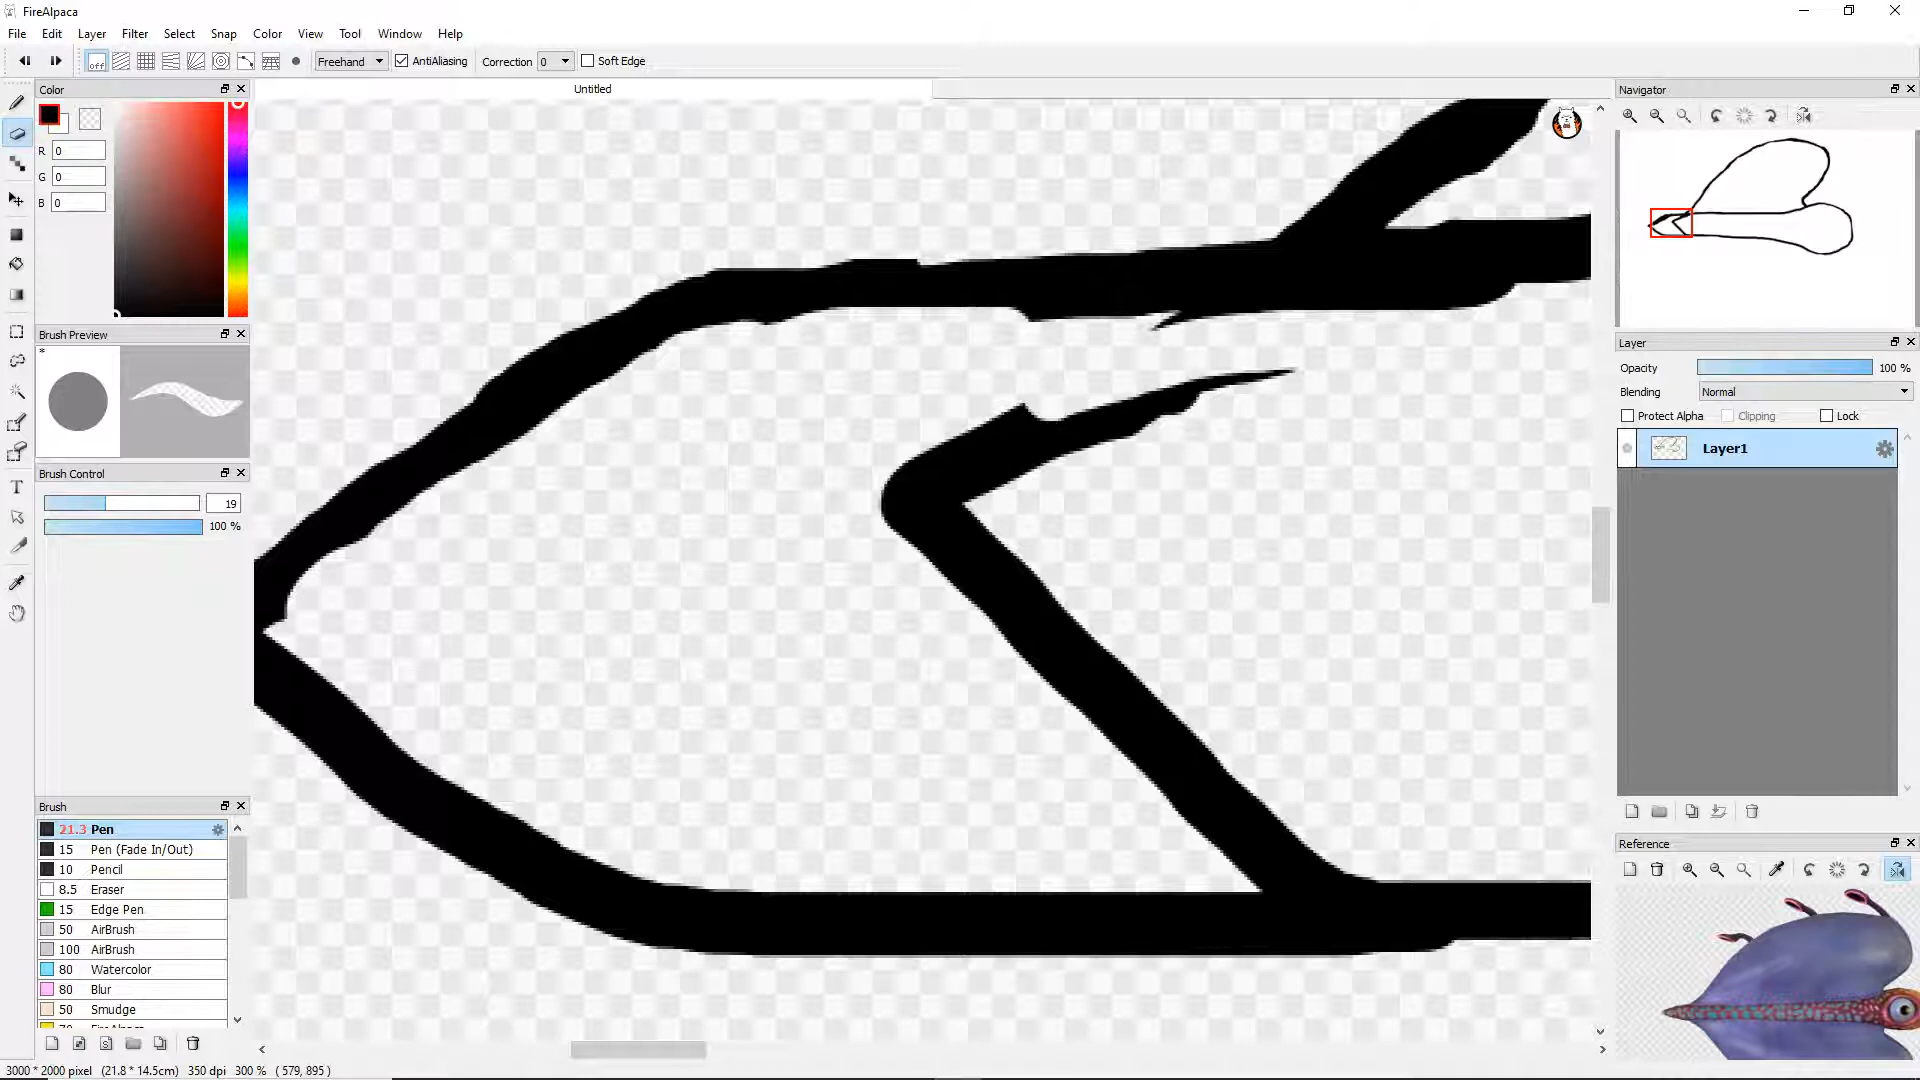 FireAlpaca
File Edit Layer Filter Select Snap Color View Tool Window Help
off Freehand AntiAliasing Correction 0 Soft Edge
Color
Untitled
Navigator
R 0
G 0
B 0
Brush Preview
*
Layer
Opacity 100 %
Blending Normal
Protect Alpha Clipping Lock
Layer1
Brush Control
19
100 %
T
Brush
21.3 Pen
15 Pen (Fade In/Out)
10 Pencil
8.5 Eraser
15 Edge Pen
50 AirBrush
100 AirBrush
80 Watercolor
80 Blur
50 Smudge
Reference
3000 * 2000 pixel (21.8 * 14.5cm) 350 dpi 300 % ( 579, 895 )